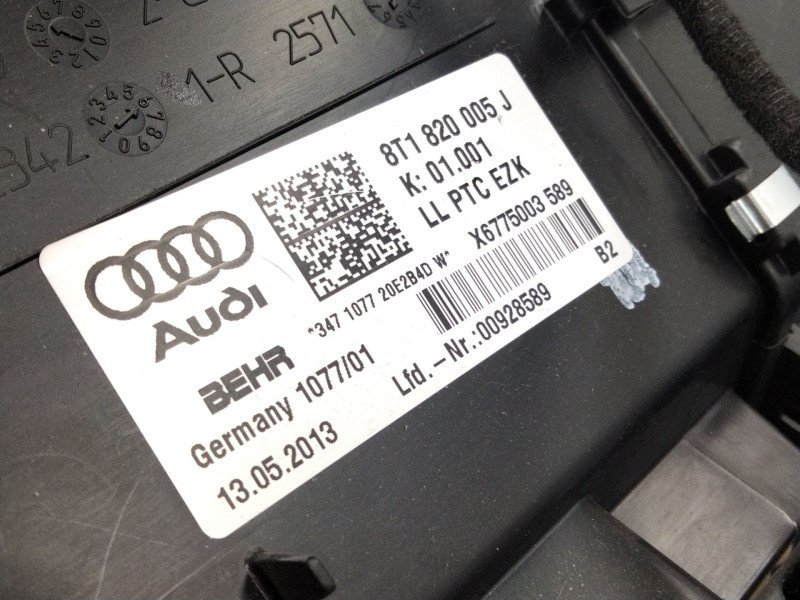 1-R 2571
2342
8T1 820 005 J
K: 01.001
LL PTC EZK
X6775003 589
*347 1077 20E2B4D W*
B2
Audi
BEHR
Lfd.-Nr.:00928589
Germany 1077/01
13.05.2013